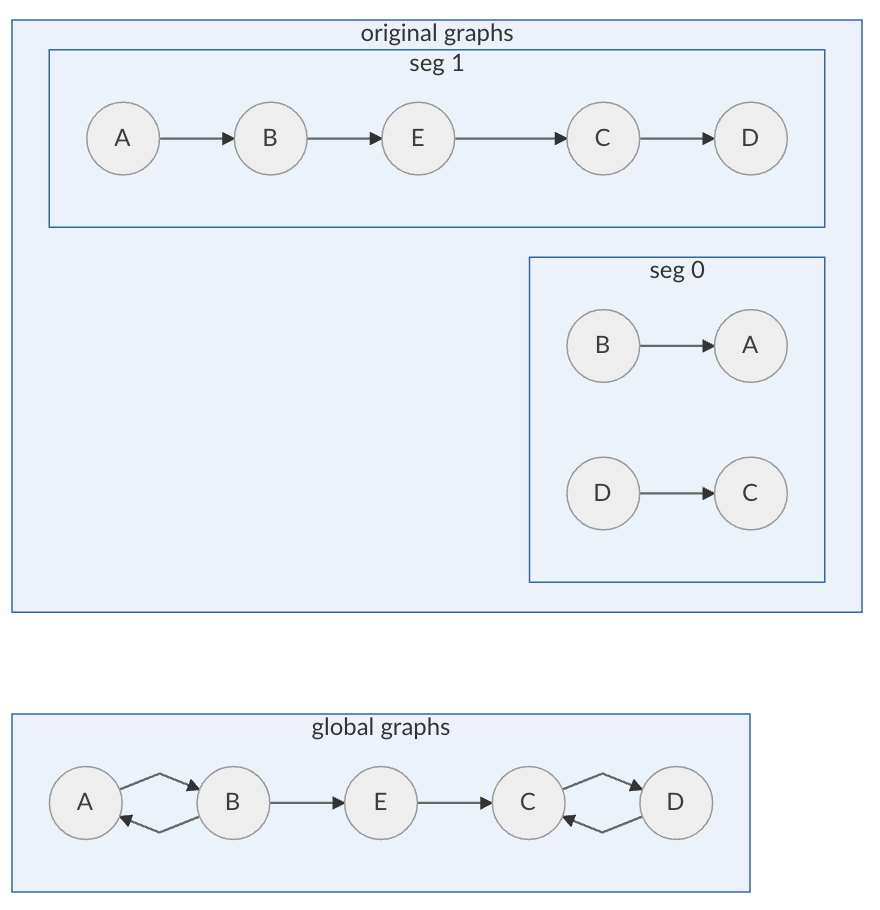 original graphs
seg 1
A B E C D
seg 0
B A
D C
global graphs
A B E C D